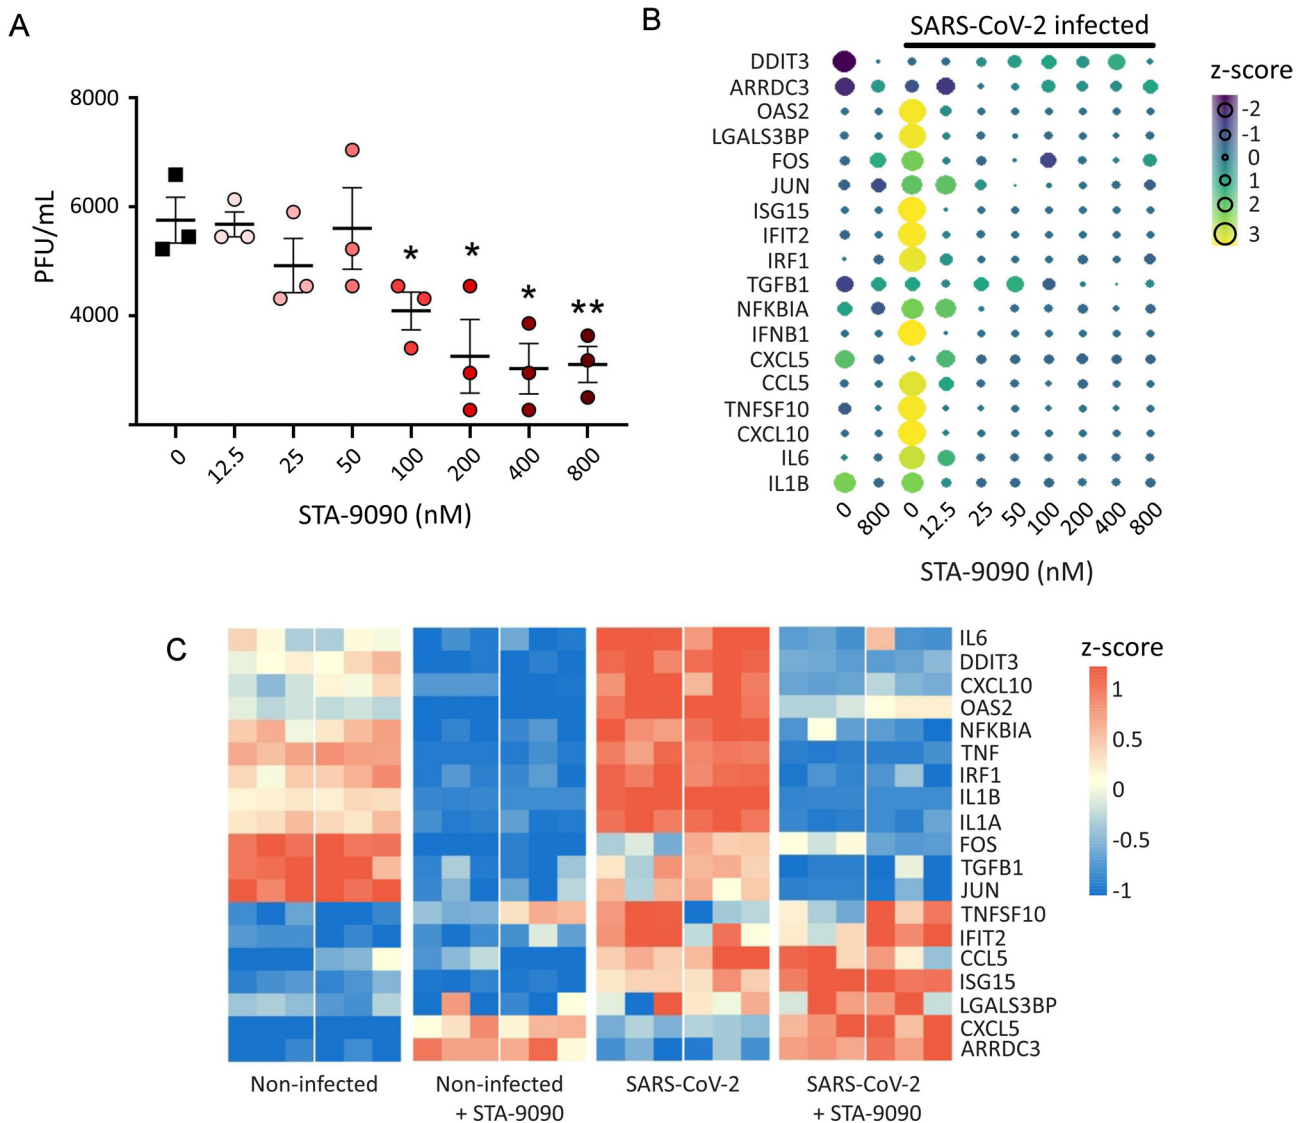 A
8000
6000
4000
PFU/mL
* * * **
0 12.5 25 50 100 200 400 800
STA-9090 (nM)
B
SARS-CoV-2 infected
DDIT3
ARRDC3
OAS2
LGALS3BP
FOS
JUN
ISG15
IFIT2
IRF1
TGFB1
NFKBIA
IFNB1
CXCL5
CCL5
TNFSF10
CXCL10
IL6
IL1B
0 800 0 12.5 25 50 100 200 400 800
STA-9090 (nM)
z-score
-2
-1
0
1
2
3
C
IL6
DDIT3
CXCL10
OAS2
NFKBIA
TNF
IRF1
IL1B
IL1A
FOS
TGFB1
JUN
TNFSF10
IFIT2
CCL5
ISG15
LGALS3BP
CXCL5
ARRDC3
z-score
1
0.5
0
-0.5
-1
Non-infected
Non-infected
+ STA-9090
SARS-CoV-2
SARS-CoV-2
+ STA-9090